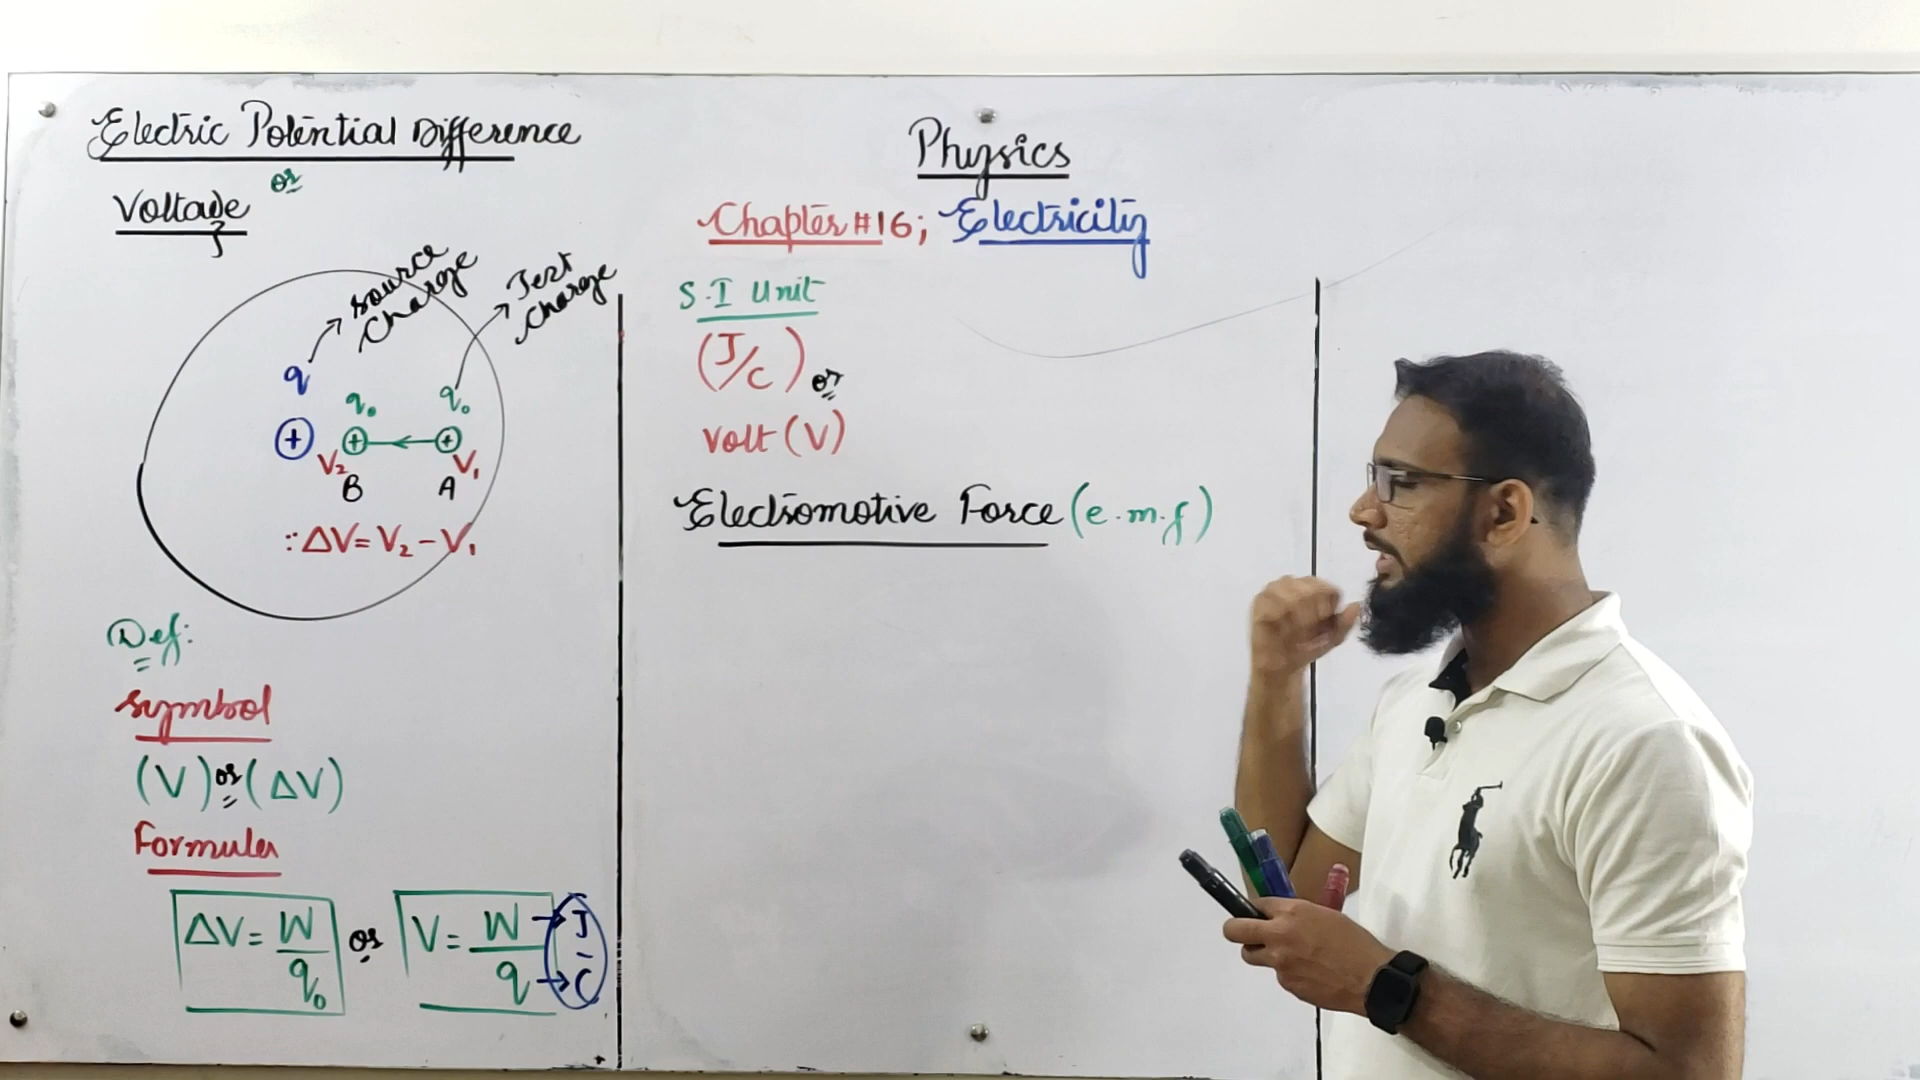 Electric Potential Difference
or
Voltage
source
Charge
Test
charge
q
q₀ q₀
+ + +
V₂ V₁
B A
∵ ΔV = V₂ - V₁
Def:
Symbol
(V) or (ΔV)
Formula
ΔV = W/q₀ or V = W/q → J/C
Physics
Chapter #16; Electricity
S.I Unit
(J/C) or
volt (V)
Electromotive Force (e.m.f)